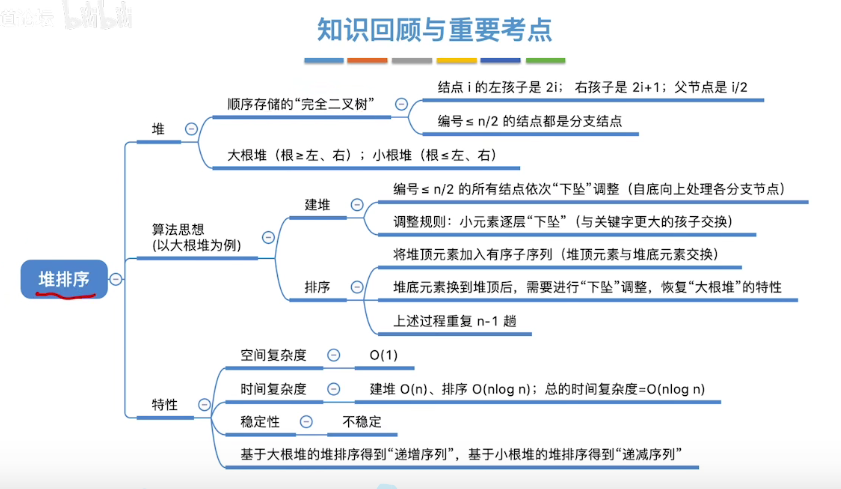 知识回顾与重要考点
结点 i 的左孩子是 2i； 右孩子是 2i+1；父节点是 i/2
顺序存储的“完全二叉树”
编号≤ n/2 的结点都是分支结点
堆
大根堆（根≥左、右）；小根堆（根≤左、右）
编号≤ n/2 的所有结点依次“下坠”调整（自底向上处理各分支节点）
建堆
调整规则：小元素逐层“下坠”（与关键字更大的孩子交换）
算法思想
(以大根堆为例)
将堆顶元素加入有序子序列（堆顶元素与堆底元素交换）
堆排序
排序
堆底元素换到堆顶后，需要进行“下坠”调整，恢复“大根堆”的特性
上述过程重复 n-1 趟
空间复杂度
O(1)
时间复杂度
建堆 O(n)、排序 O(nlog n)；总的时间复杂度=O(nlog n)
特性
稳定性
不稳定
基于大根堆的堆排序得到“递增序列”，基于小根堆的堆排序得到“递减序列”